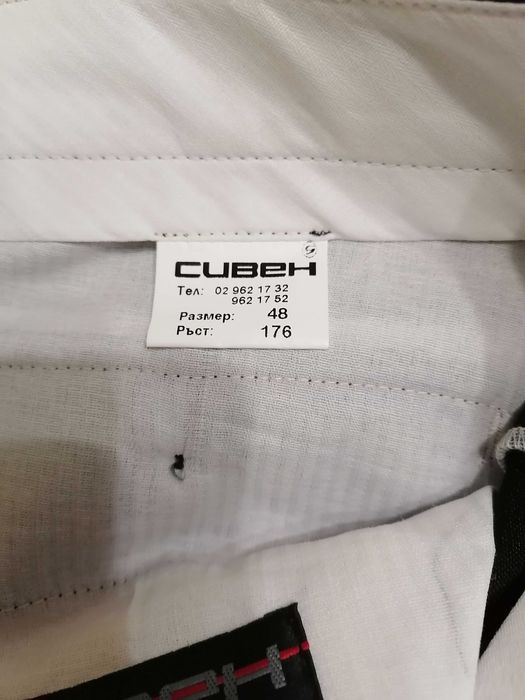 СИВЕН
Тел: 02 962 17 32
962 17 52
Размер: 48
Ръст: 176